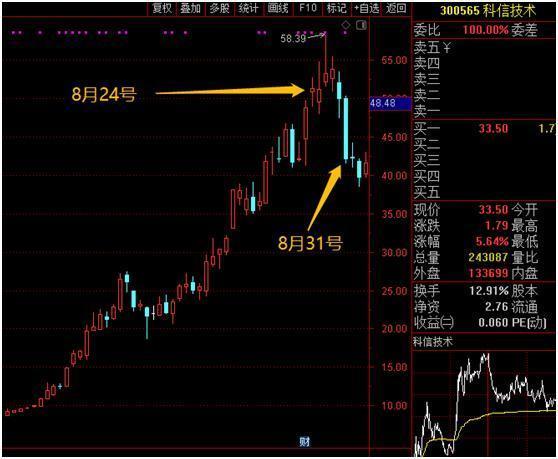 复权 叠加 多股 统计 画线 F10 标记 +自选 返回
300565 科信技术
58.39
8月24号
8月31号
55.00
48.48
45.00
40.00
35.00
30.00
25.00
20.00
15.00
10.00
财
委比 100.00% 委差
卖五 ¥
卖四
卖三
卖二
卖一
买一 33.50 1.7
买二
买三
买四
买五
现价 33.50 今开
涨跌 1.79 最高
涨幅 5.64% 最低
总量 243087 量比
外盘 133699 内盘
换手 12.91% 股本
净资 2.76 流通
收益㈡ 0.060 PE(动)
科信技术